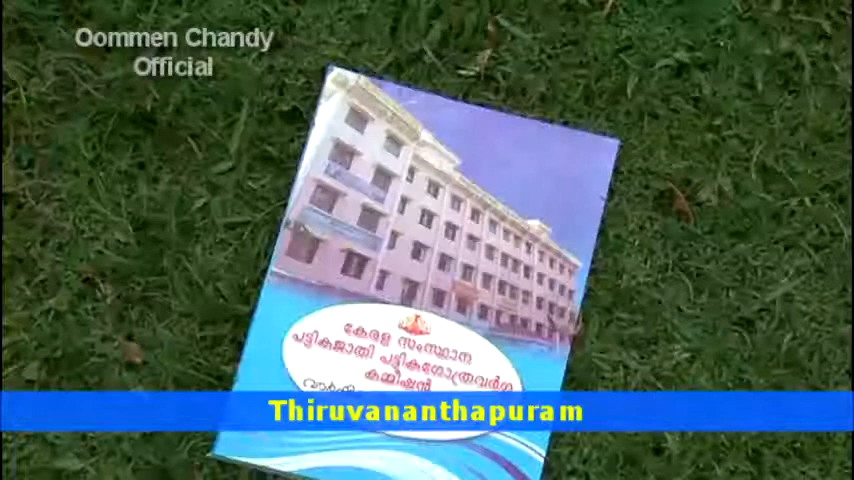 Oommen Chandy
Official
കേരള സംസ്ഥാന
പട്ടികജാതി പട്ടികഗോത്രവർഗ്ഗ
കമ്മീഷൻ
Thiruvananthapuram